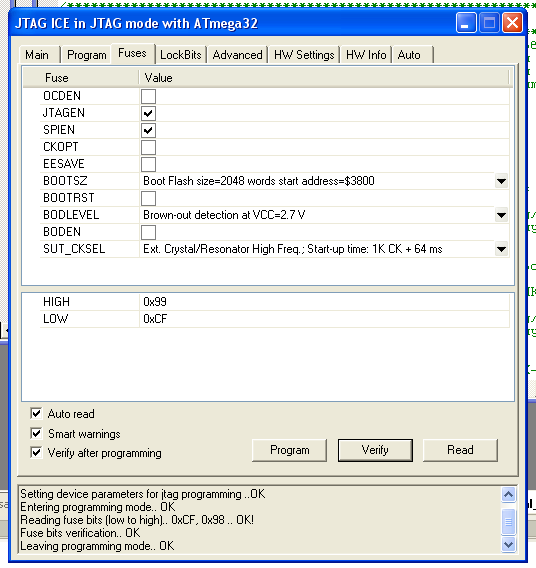 JTAG ICE in JTAG mode with ATmega32
Main Program Fuses LockBits Advanced HW Settings HW Info Auto
Fuse Value
OCDEN
JTAGEN
SPIEN
CKOPT
EESAVE
BOOTSZ Boot Flash size=2048 words start address=$3800
BOOTRST
BODLEVEL Brown-out detection at VCC=2.7 V
BODEN
SUT_CKSEL Ext. Crystal/Resonator High Freq.; Start-up time: 1K CK + 64 ms
HIGH 0x99
LOW 0xCF
Auto read
Smart warnings
Verify after programming
Program Verify Read
Setting device parameters for jtag programming ..OK
Entering programming mode.. OK
Reading fuse bits (low to high).. 0xCF, 0x98 .. OK!
Fuse bits verification.. OK
Leaving programming mode.. OK